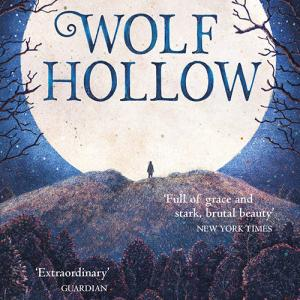 WOLF
HOLLOW
‘Full of grace and
stark, brutal beauty’
NEW YORK TIMES
‘Extraordinary’
GUARDIAN